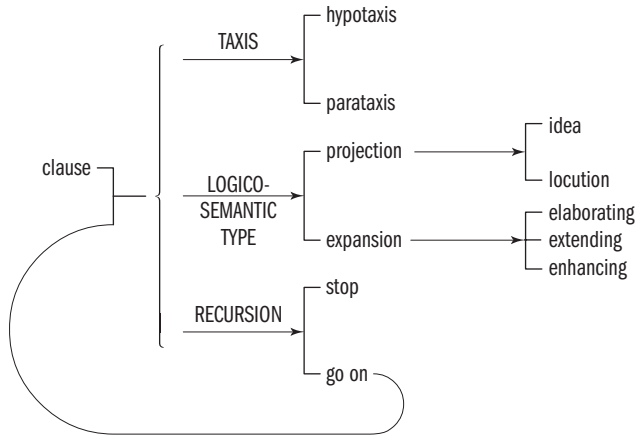 hypotaxis
TAXIS
parataxis
idea
clause
projection
LOGICO-
SEMANTIC
TYPE
locution
elaborating
expansion
extending
enhancing
stop
RECURSION
go on